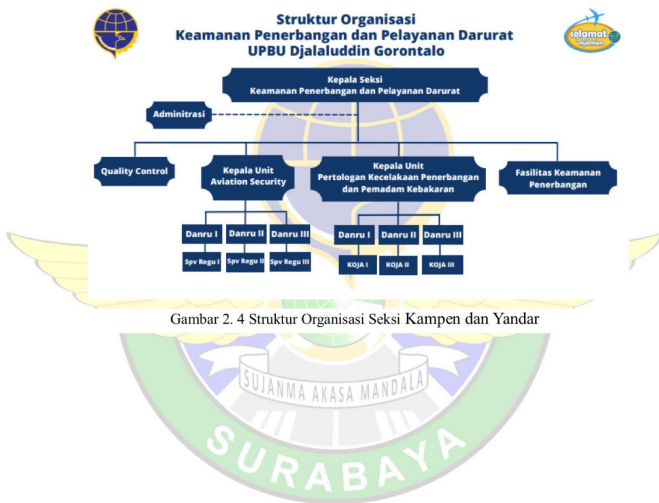 Struktur Organisasi
Keamanan Penerbangan dan Pelayanan Darurat
UPBU Djalaluddin Gorontalo
selamat
aman
nyaman
Kepala Seksi
Keamanan Penerbangan dan Pelayanan Darurat
Adminitrasi
Quality Control
Kepala Unit
Aviation Security
Kepala Unit
Pertologan Kecelakaan Penerbangan
dan Pemadam Kebakaran
Fasilitas Keamanan
Penerbangan
Danru I
Danru II
Danru III
Danru I
Danru II
Danru III
Spv Regu I
Spv Regu II
Spv Regu III
KOJA I
KOJA II
KOJA III
Gambar 2. 4 Struktur Organisasi Seksi Kampen dan Yandar
SUJANMA AKASA MANDALA
SURABAYA